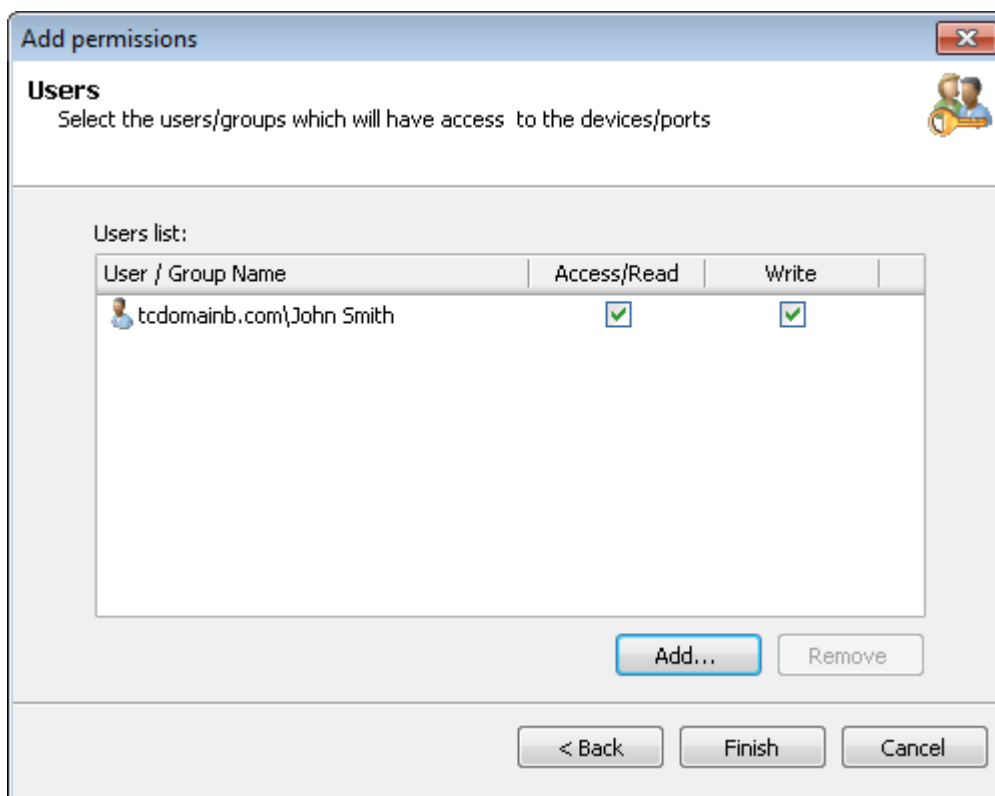 Add permissions
Users
Select the users/groups which will have access to the devices/ports
Users list:
User / Group Name Access/Read Write
tcdomainb.com\John Smith
Add... Remove
< Back Finish Cancel